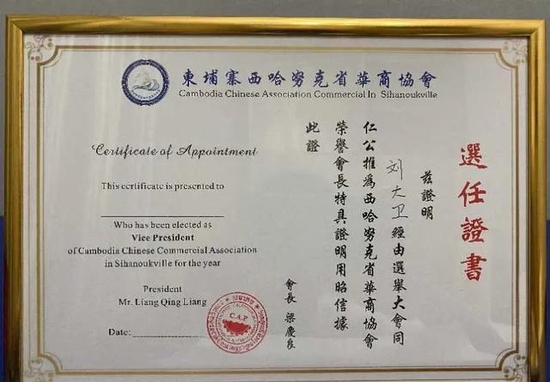 柬埔寨西哈努克省華商協會
Cambodia Chinese Association Commercial In Sihanoukville
Certificate of Appointment
This certificate is presented to
Who has been elected as
Vice President
of Cambodia Chinese Commercial Association
in Sihanoukville for the year
President
Mr. Liang Qing Liang
Date:
C.A.P
選任證書
兹證明
刘大卫 經由選舉大會同
仁公推為西哈努克省華商協會
榮譽會長特具證明用昭信據
此證
會長 梁慶良